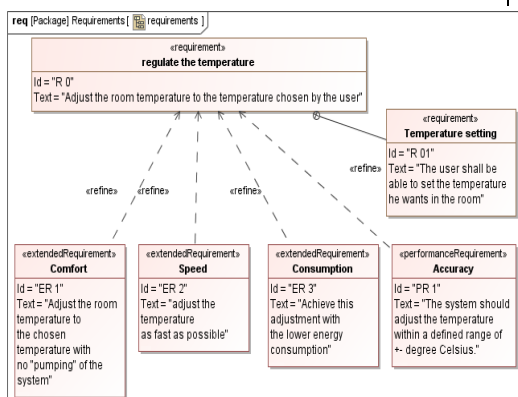 req [Package] Requirements [ requirements ]
«requirement»
regulate the temperature
Id = "R 0"
Text = "Adjust the room temperature to the temperature chosen by the user"
«requirement»
Temperature setting
Id = "R 01"
Text = "The user shall be
able to set the temperature
he wants in the room"
«refine»
«refine»
«refine»
«refine»
«extendedRequirement»
Comfort
Id = "ER 1"
Text = "Adjust the room
temperature to
the chosen
temperature with
no "pumping" of the
system"
«extendedRequirement»
Speed
Id = "ER 2"
Text = "adjust the
temperature
as fast as possible"
«extendedRequirement»
Consumption
Id = "ER 3"
Text = "Achieve this
adjustment with
the lower energy
consumption"
«performanceRequirement»
Accuracy
Id = "PR 1"
Text = "The system should
adjust the temperature
within a defined range of
+- degree Celsius."